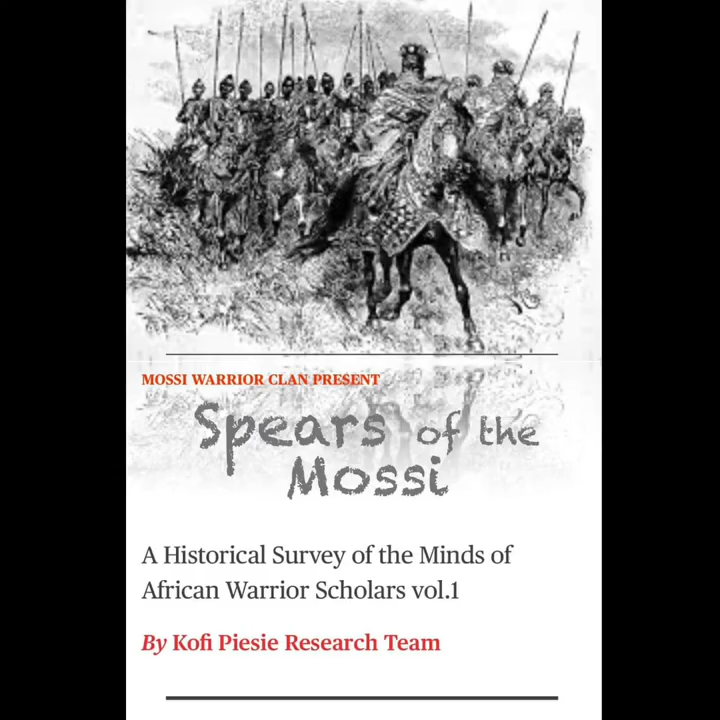 MOSSI WARRIOR CLAN PRESENT
Spears of the
Mossi
A Historical Survey of the Minds of
African Warrior Scholars vol.1
By Kofi Piesie Research Team